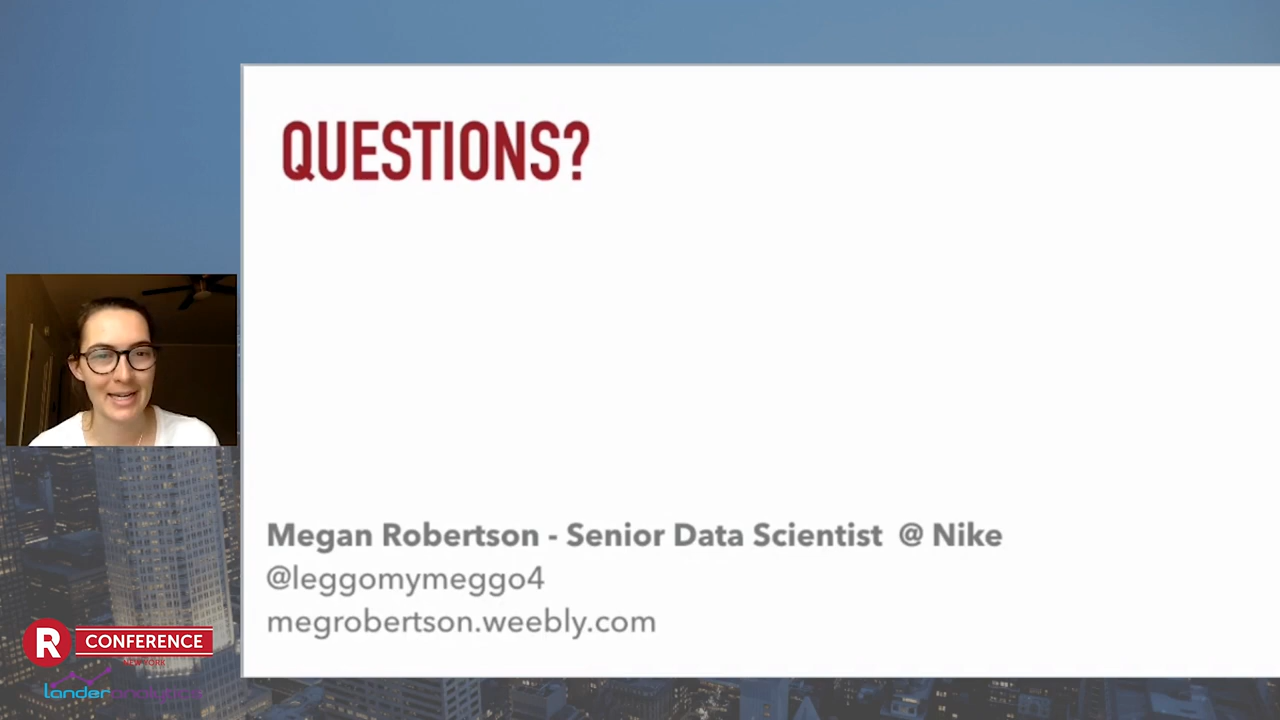 QUESTIONS?
Megan Robertson - Senior Data Scientist @ Nike
@leggomymeggo4
megrobertson.weebly.com
R CONFERENCE
NEW YORK
landeranalytics